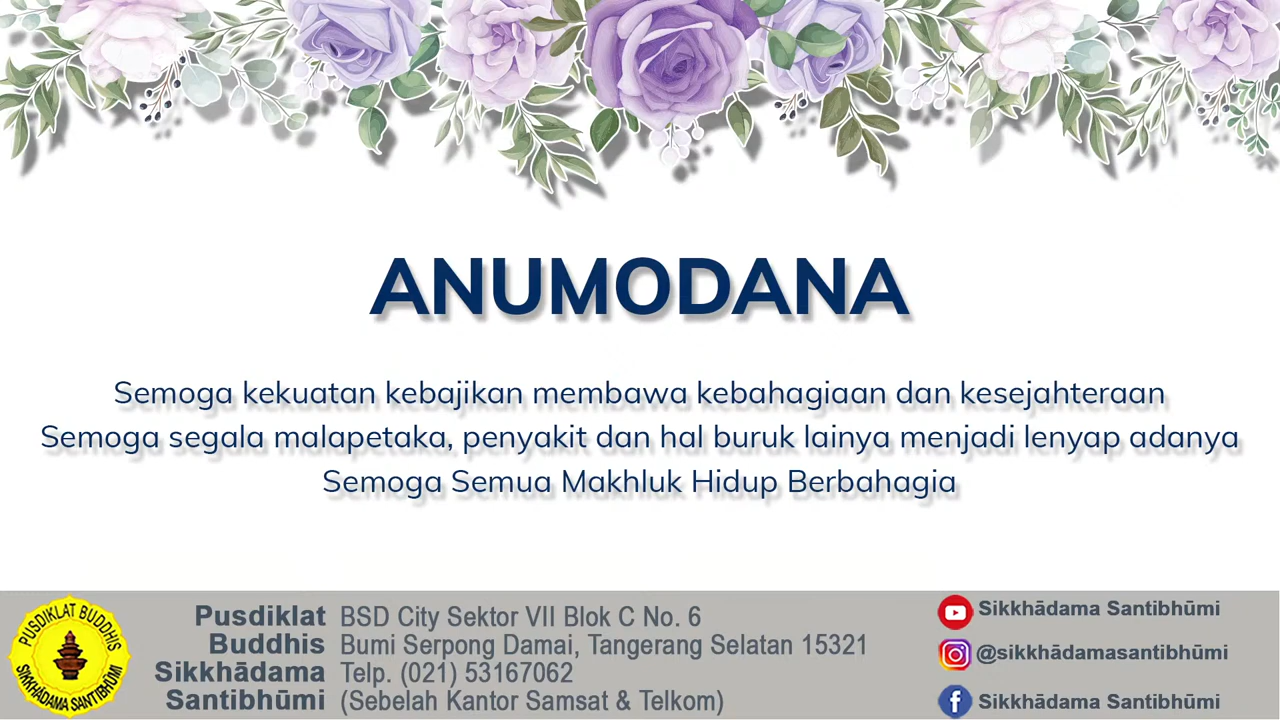 ANUMODANA
Semoga kekuatan kebajikan membawa kebahagiaan dan kesejahteraan
Semoga segala malapetaka, penyakit dan hal buruk lainya menjadi lenyap adanya
Semoga Semua Makhluk Hidup Berbahagia
PUSDIKLAT BUDDHIS
SIKKHĀDAMA SANTIBHŪMI
Pusdiklat
Buddhis
Sikkhādama
Santibhūmi
BSD City Sektor VII Blok C No. 6
Bumi Serpong Damai, Tangerang Selatan 15321
Telp. (021) 53167062
(Sebelah Kantor Samsat & Telkom)
Sikkhādama Santibhūmi
@sikkhādamasantibhūmi
Sikkhādama Santibhūmi